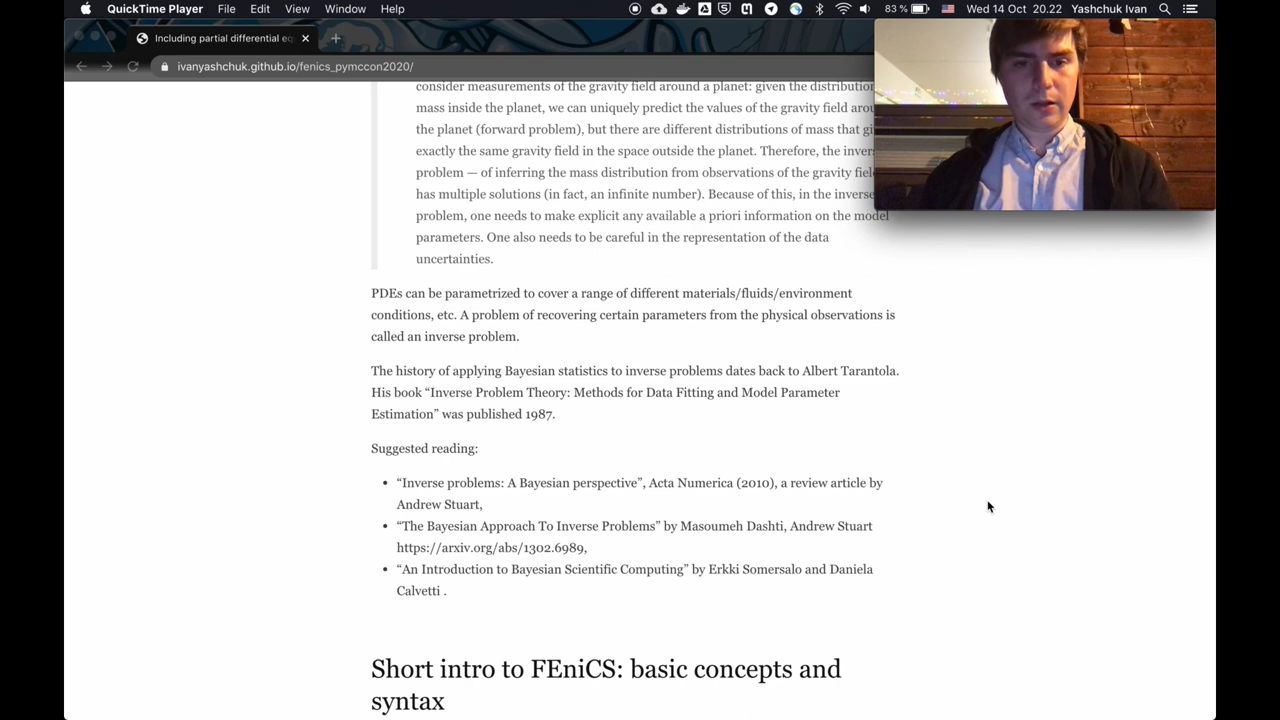 QuickTime Player File Edit View Window Help 83 % Wed 14 Oct 20.22 Yashchuk Ivan
Including partial differential eq
ivanyashchuk.github.io/fenics_pymccon2020/
consider measurements of the gravity field around a planet: given the distribution
mass inside the planet, we can uniquely predict the values of the gravity field
the planet (forward problem), but there are different distributions of mass that
exactly the same gravity field in the space outside the planet. Therefore, the
problem — of inferring the mass distribution from observations of the gravity
has multiple solutions (in fact, an infinite number). Because of this, in the inverse
problem, one needs to make explicit any available a priori information on the model
parameters. One also needs to be careful in the representation of the data
uncertainties.
PDEs can be parametrized to cover a range of different materials/fluids/environment
conditions, etc. A problem of recovering certain parameters from the physical observations is
called an inverse problem.
The history of applying Bayesian statistics to inverse problems dates back to Albert Tarantola.
His book “Inverse Problem Theory: Methods for Data Fitting and Model Parameter
Estimation” was published 1987.
Suggested reading:
• “Inverse problems: A Bayesian perspective”, Acta Numerica (2010), a review article by
Andrew Stuart,
• “The Bayesian Approach To Inverse Problems” by Masoumeh Dashti, Andrew Stuart
https://arxiv.org/abs/1302.6989,
• “An Introduction to Bayesian Scientific Computing” by Erkki Somersalo and Daniela
Calvetti .
Short intro to FEniCS: basic concepts and
syntax